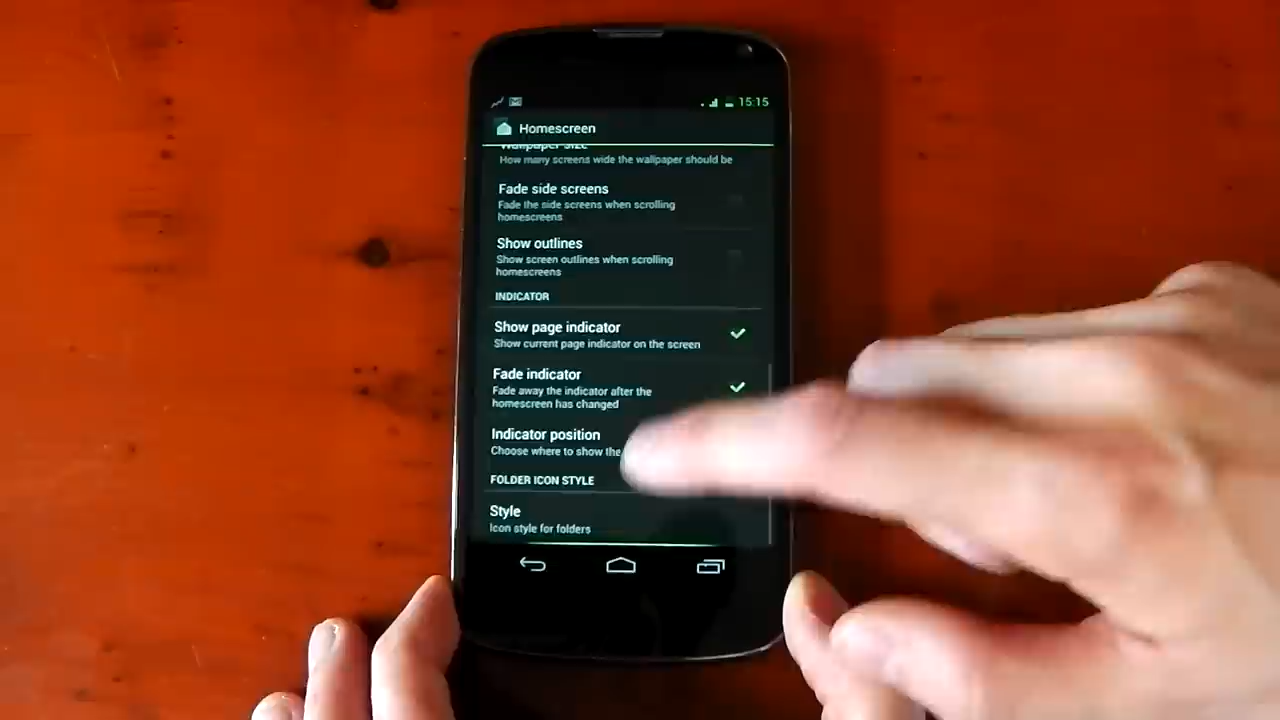 15:15
Homescreen
Wallpaper size
How many screens wide the wallpaper should be
Fade side screens
Fade the side screens when scrolling
homescreens
Show outlines
Show screen outlines when scrolling
homescreens
INDICATOR
Show page indicator
Show current page indicator on the screen
Fade indicator
Fade away the indicator after the
homescreen has changed
Indicator position
Choose where to show the
FOLDER ICON STYLE
Style
Icon style for folders